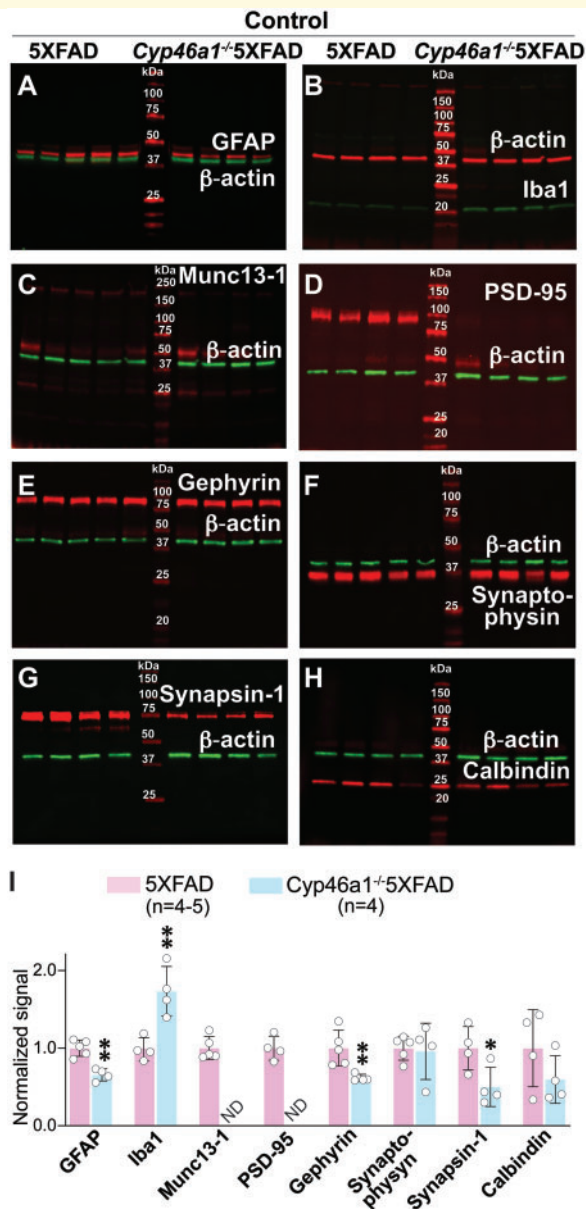 Control
5XFAD Cyp46a1-/-5XFAD 5XFAD Cyp46a1-/-5XFAD
A
kDa
150
100
75
50
37
25
GFAP
β-actin
B
kDa
150
100
75
50
37
25
20
β-actin
Iba1
C
kDa
250
150
100
75
50
37
25
Munc13-1
β-actin
D
kDa
150
100
75
50
37
25
PSD-95
β-actin
E
kDa
100
75
50
37
25
20
Gephyrin
β-actin
F
kDa
100
75
50
37
25
β-actin
Synapto-
physin
G
kDa
150
100
75
50
37
25
Synapsin-1
β-actin
H
kDa
150
100
75
50
37
25
20
β-actin
Calbindin
I
5XFAD Cyp46a1-/-5XFAD
(n=4-5) (n=4)
Normalized signal
2.0
1.0
0.0
**
**
ND
ND
**
*
GFAP
Iba1
Munc13-1
PSD-95
Gephyrin
Synapto-
physyn
Synapsin-1
Calbindin